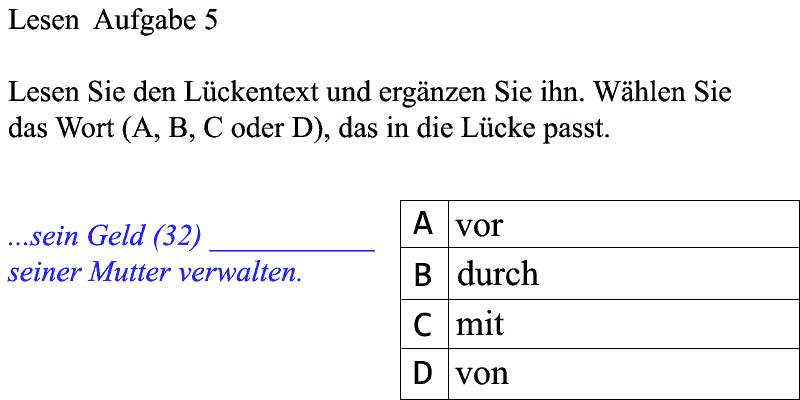 Lesen Aufgabe 5
Lesen Sie den Lückentext und ergänzen Sie ihn. Wählen Sie
das Wort (A, B, C oder D), das in die Lücke passt.
...sein Geld (32) ___________
seiner Mutter verwalten.
A vor
B durch
C mit
D von